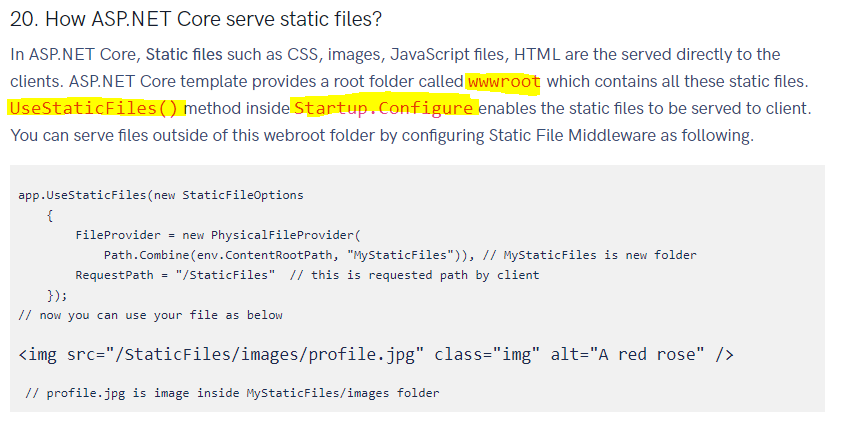 20. How ASP.NET Core serve static files?
In ASP.NET Core, Static files such as CSS, images, JavaScript files, HTML are the served directly to the
clients. ASP.NET Core template provides a root folder called wwwroot which contains all these static files.
UseStaticFiles() method inside Startup.Configure enables the static files to be served to client.
You can serve files outside of this webroot folder by configuring Static File Middleware as following.
app.UseStaticFiles(new StaticFileOptions
{
FileProvider = new PhysicalFileProvider(
Path.Combine(env.ContentRootPath, "MyStaticFiles")), // MyStaticFiles is new folder
RequestPath = "/StaticFiles"  // this is requested path by client
});
// now you can use your file as below
<img src="/StaticFiles/images/profile.jpg" class="img" alt="A red rose" />
// profile.jpg is image inside MyStaticFiles/images folder